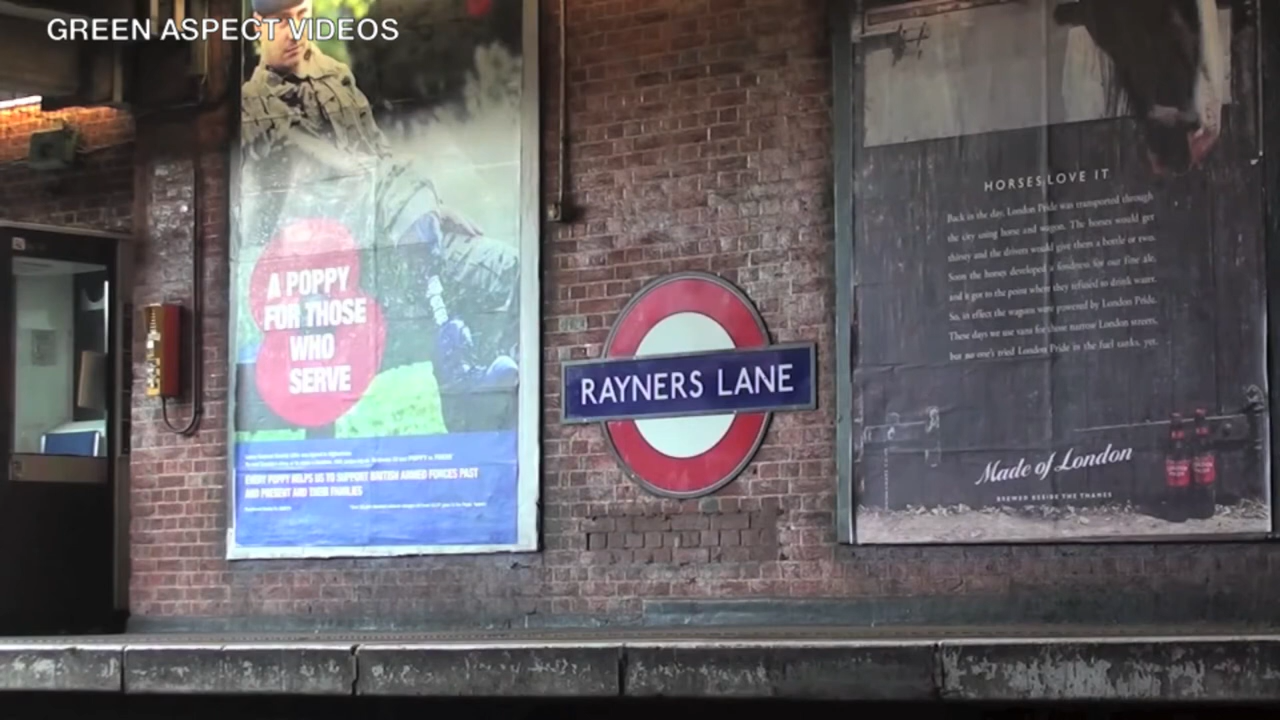 GREEN ASPECT VIDEOS
A POPPY
FOR THOSE
WHO
SERVE
EVERY POPPY HELPS US TO SUPPORT BRITISH ARMED FORCES PAST
AND PRESENT AND THEIR FAMILIES
RAYNERS LANE
HORSES LOVE IT
Back in the day, London Pride was transported through
the city using horse and wagon. The horses would get
thirsty and the drivers would give them a bottle or two.
Soon the horses developed a fondness for our fine ale,
and it got to the point where they refused to drink water.
So, in effect the wagons were powered by London Pride.
These days we use vans for those narrow London streets,
but no one's tried London Pride in the fuel tanks, yet.
Made of London
BREWED BESIDE THE THAMES